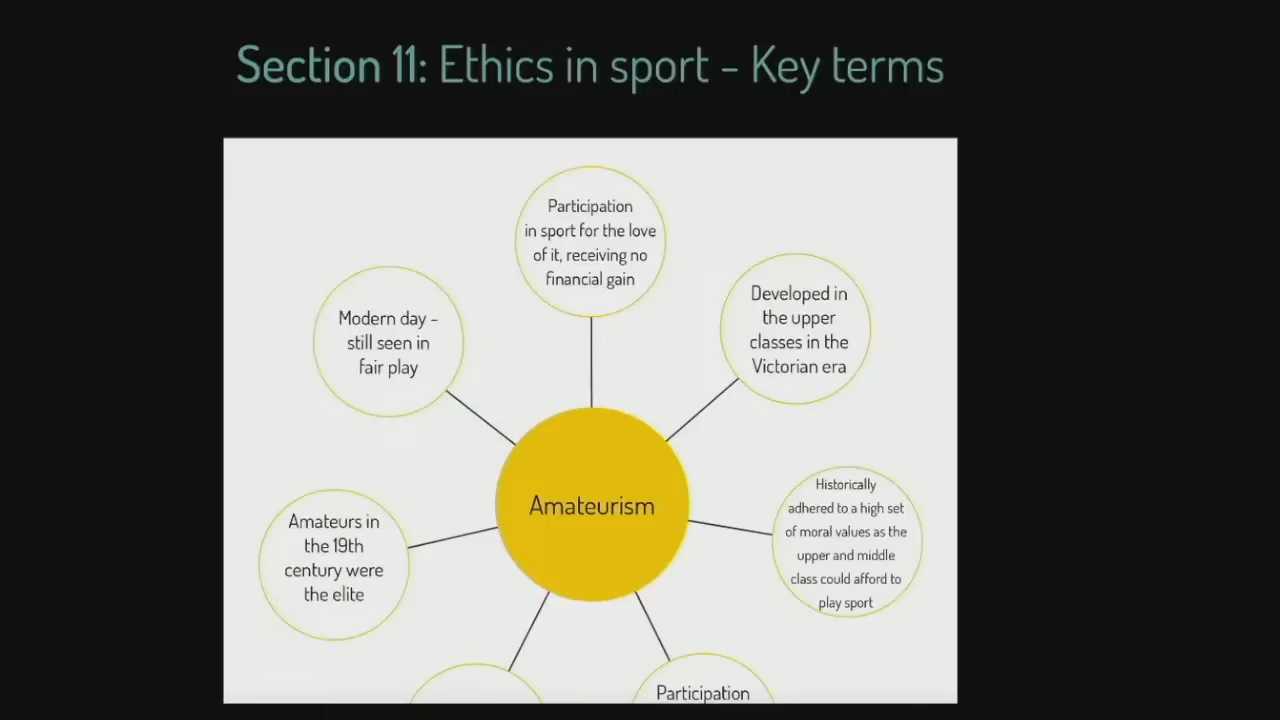 Section 11: Ethics in sport - Key terms
Participation
in sport for the love
of it, receiving no
financial gain
Developed in
the upper
classes in the
Victorian era
Modern day -
still seen in
fair play
Historically
adhered to a high set
of moral values as the
upper and middle
class could afford to
play sport
Amateurism
Amateurs in
the 19th
century were
the elite
Participation